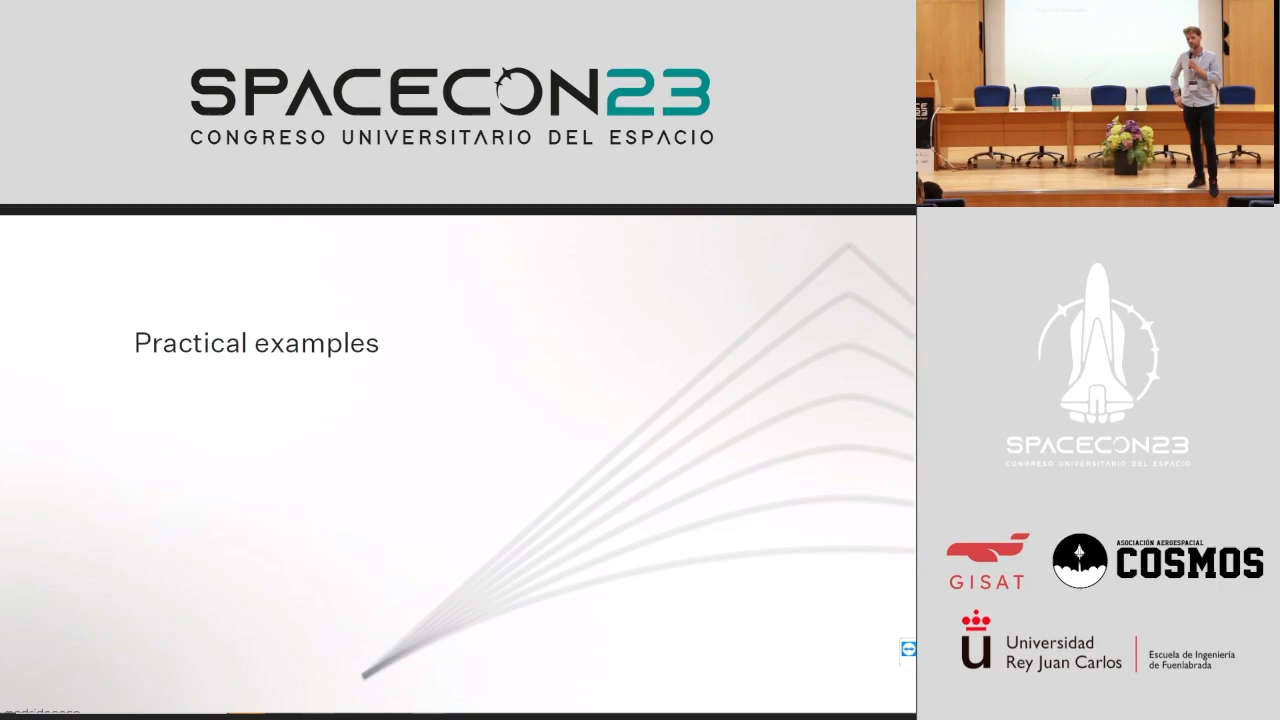 SPACECON23
CONGRESO UNIVERSITARIO DEL ESPACIO
Practical examples
SPACECON23
CONGRESO UNIVERSITARIO DEL ESPACIO
GISAT
ASOCIACIÓN AEROESPACIAL
COSMOS
Universidad
Rey Juan Carlos
Escuela de Ingeniería
de Fuenlabrada